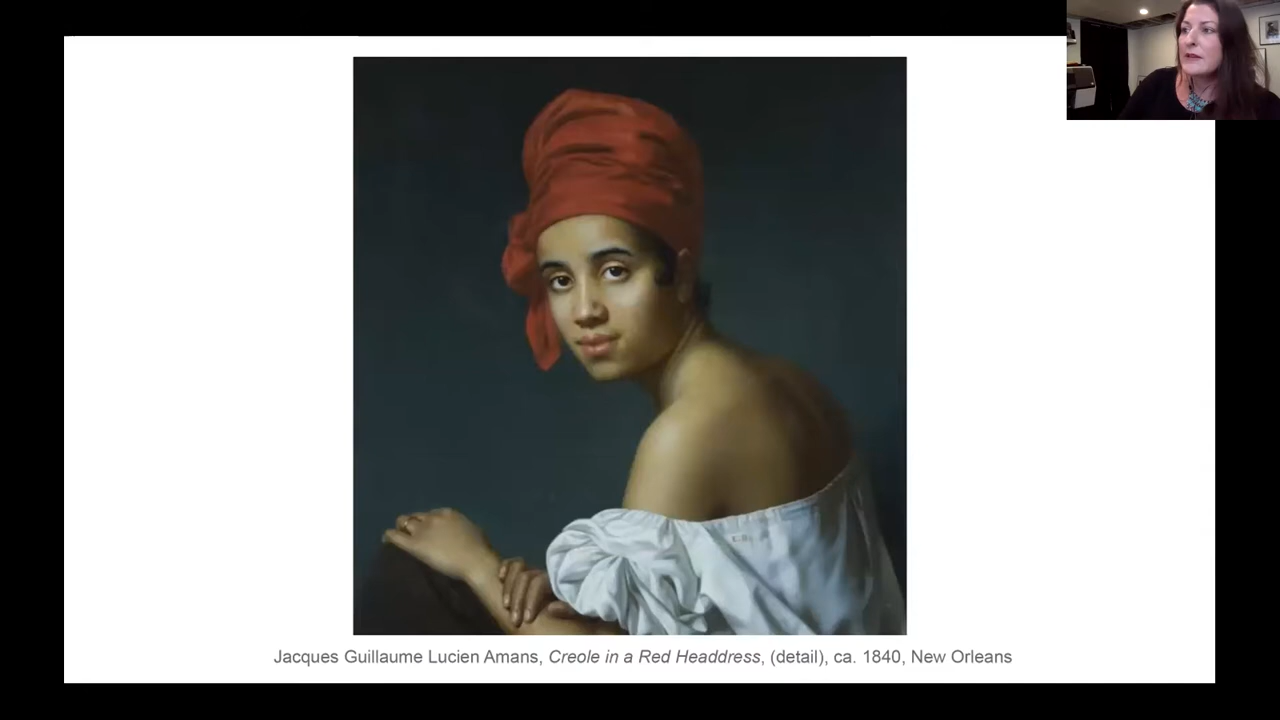 Jacques Guillaume Lucien Amans, Creole in a Red Headdress, (detail), ca. 1840, New Orleans